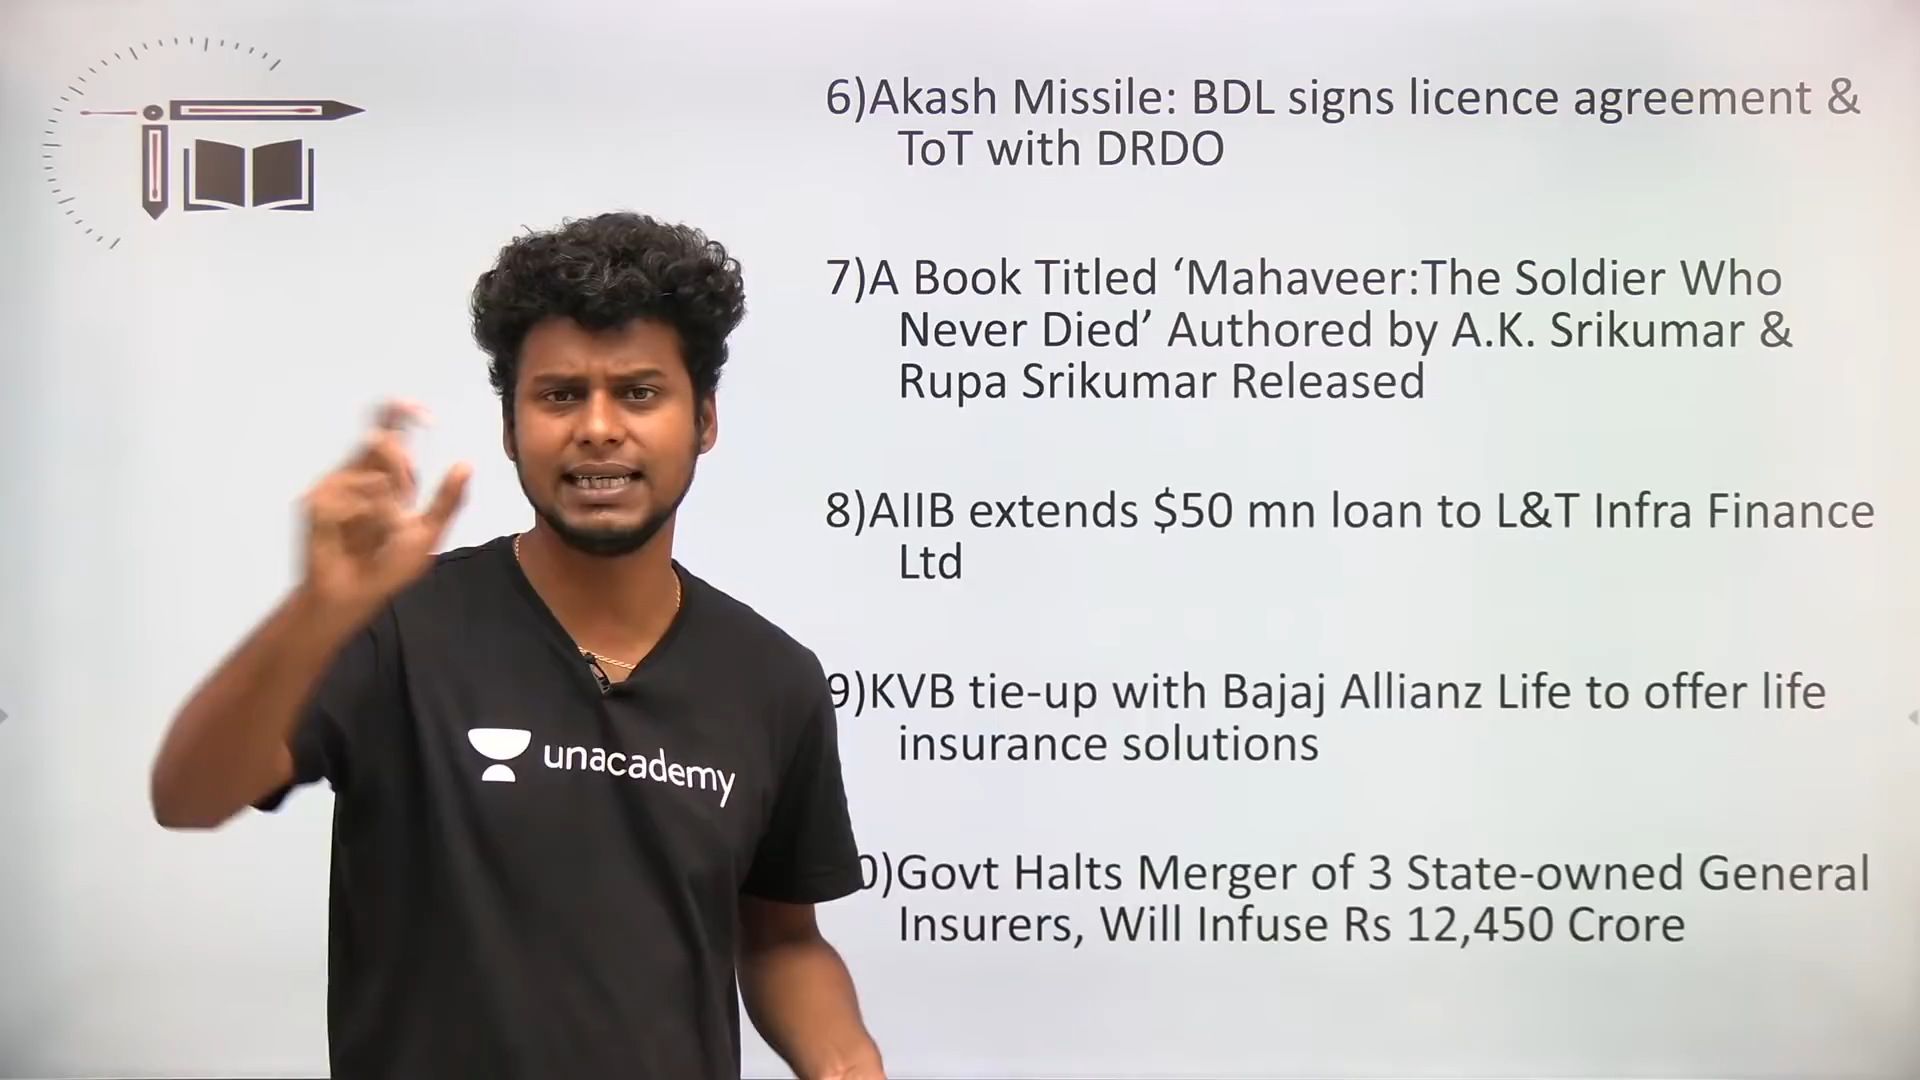 6)Akash Missile: BDL signs licence agreement &
ToT with DRDO
7)A Book Titled ‘Mahaveer:The Soldier Who
Never Died’ Authored by A.K. Srikumar &
Rupa Srikumar Released
8)AIIB extends $50 mn loan to L&T Infra Finance
Ltd
9)KVB tie-up with Bajaj Allianz Life to offer life
insurance solutions
0)Govt Halts Merger of 3 State-owned General
Insurers, Will Infuse Rs 12,450 Crore
unacademy